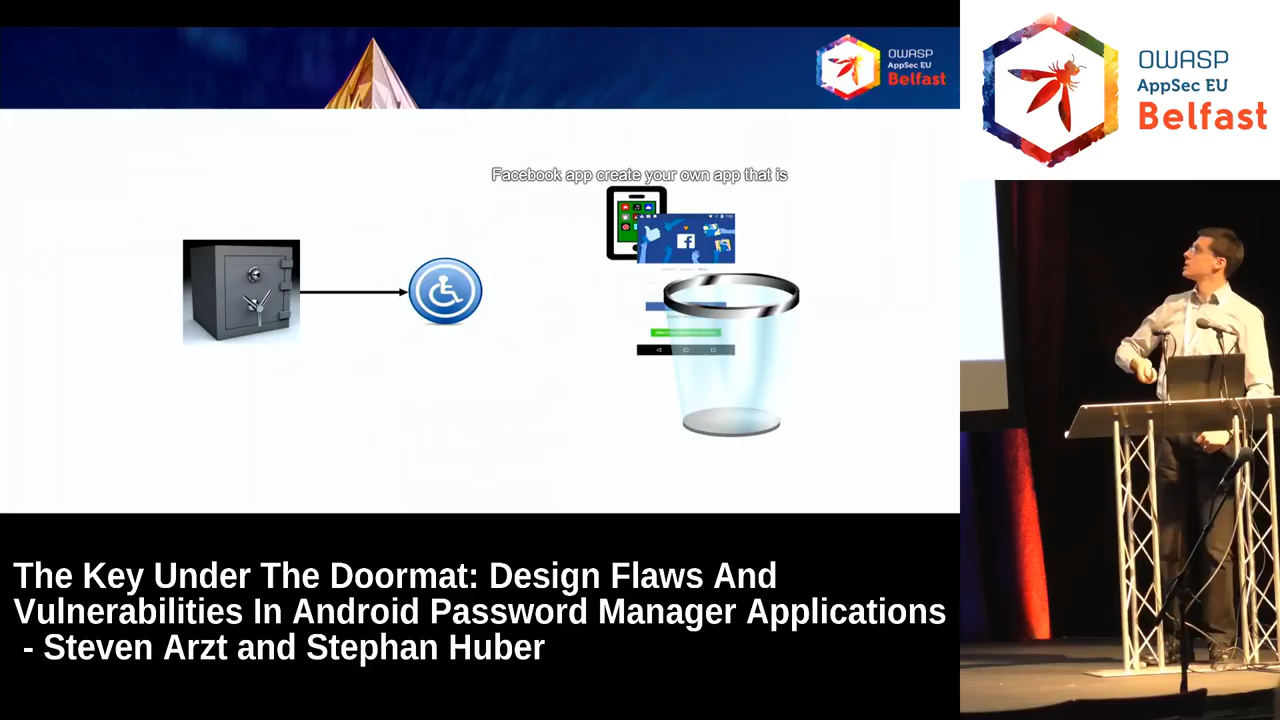 OWASP
AppSec EU
Belfast
OWASP
AppSec EU
Belfast
Facebook app create your own app that is
The Key Under The Doormat: Design Flaws And
Vulnerabilities In Android Password Manager Applications
- Steven Arzt and Stephan Huber